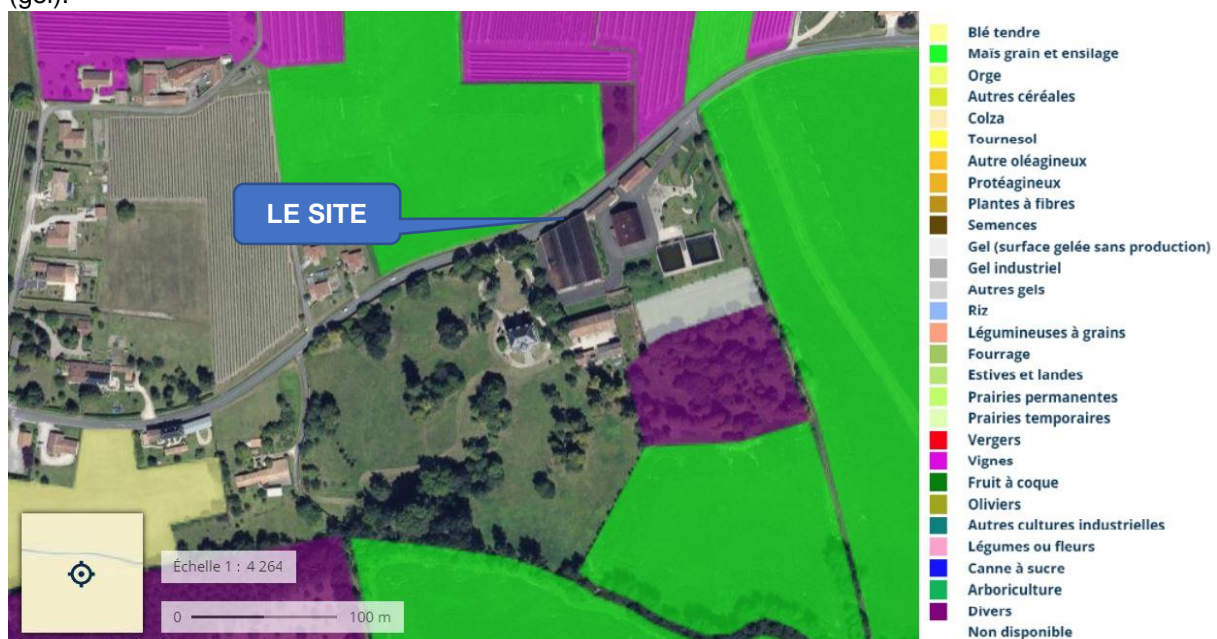 (gel).
LE SITE
Échelle 1 : 4 264
0 100 m
Blé tendre
Maïs grain et ensilage
Orge
Autres céréales
Colza
Tournesol
Autre oléagineux
Protéagineux
Plantes à fibres
Semences
Gel (surface gelée sans production)
Gel industriel
Autres gels
Riz
Légumineuses à grains
Fourrage
Estives et landes
Prairies permanentes
Prairies temporaires
Vergers
Vignes
Fruit à coque
Oliviers
Autres cultures industrielles
Légumes ou fleurs
Canne à sucre
Arboriculture
Divers
Non disponible